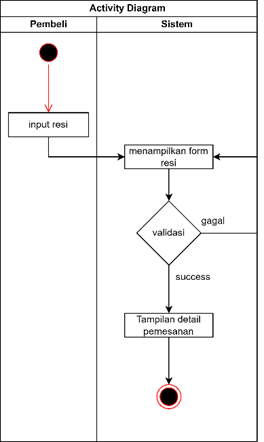 Activity Diagram
Pembeli
Sistem
input resi
menampilkan form
resi
validasi
gagal
success
Tampilan detail
pemesanan